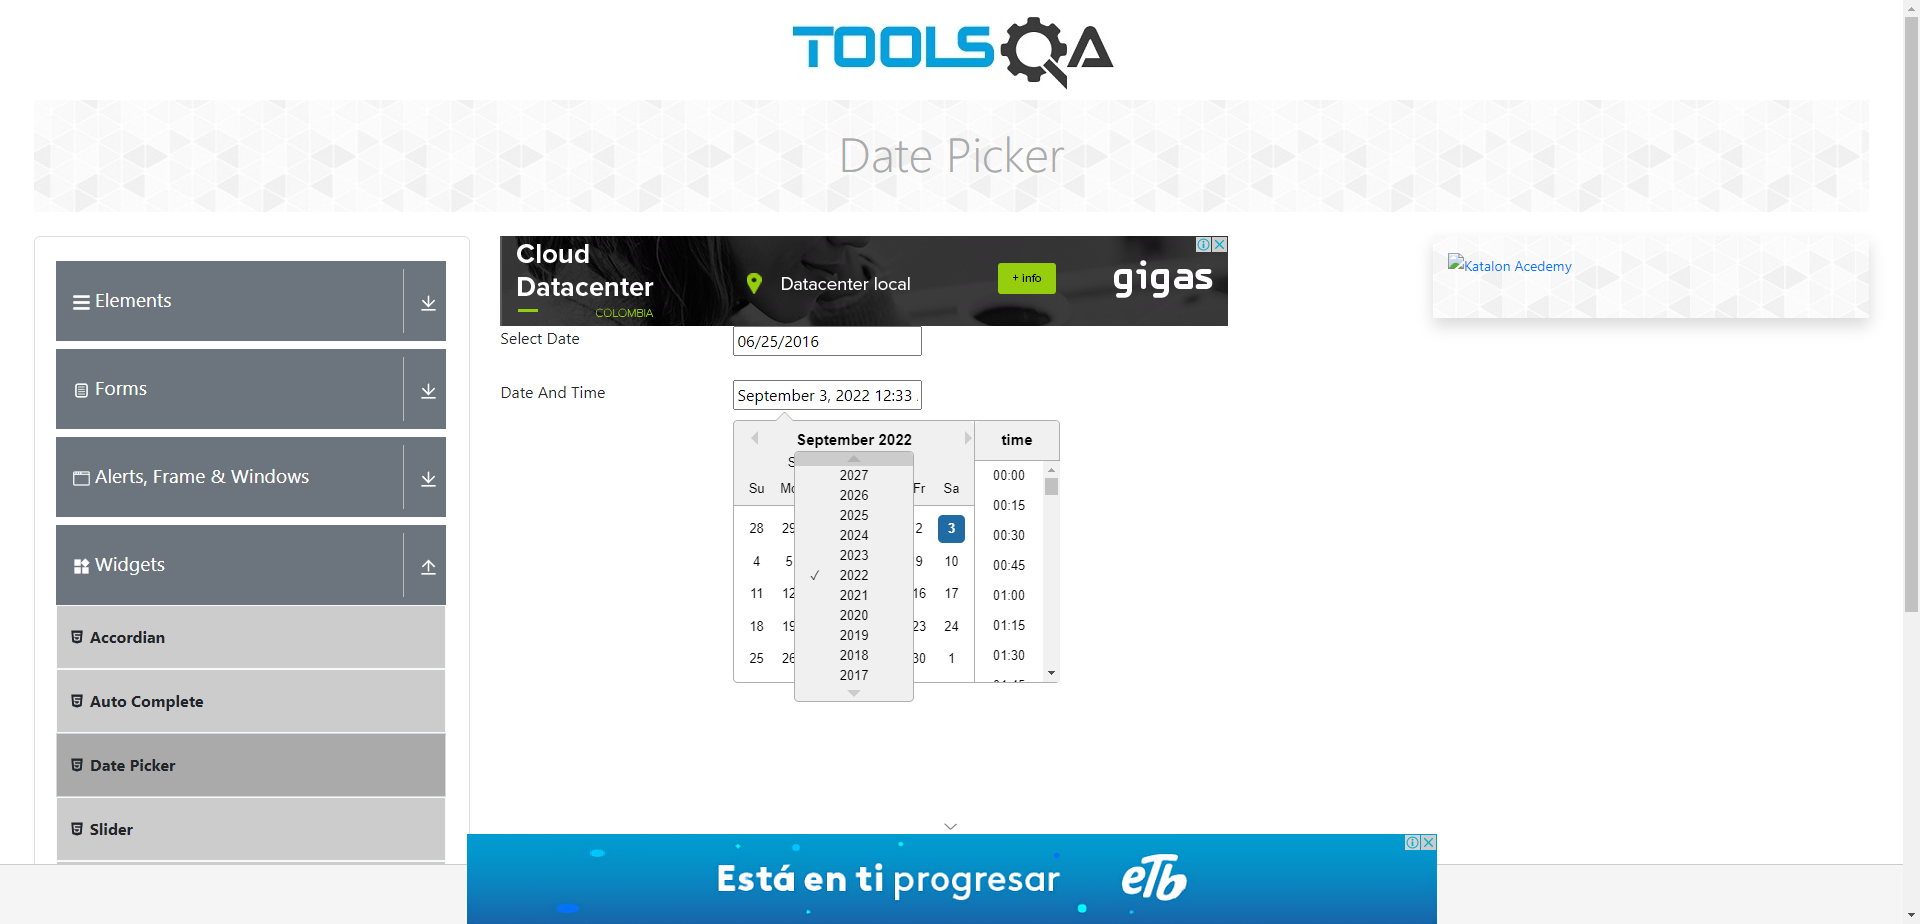 TOOLSQA
Date Picker
Elements
Forms
Alerts, Frame & Windows
Widgets
Accordian
Auto Complete
Date Picker
Slider
Cloud
Datacenter
COLOMBIA
Datacenter local
+ info
gigas
Select Date
06/25/2016
Date And Time
September 3, 2022 12:33
September 2022
time
Su Fr Sa
28 29 2 3
4 5 9 10
11 12 16 17
18 19 23 24
25 26 30 1
2027
2026
2025
2024
2023
✓ 2022
2021
2020
2019
2018
2017
00:00
00:15
00:30
00:45
01:00
01:15
01:30
Katalon Acedemy
Está en ti progresar
eTb